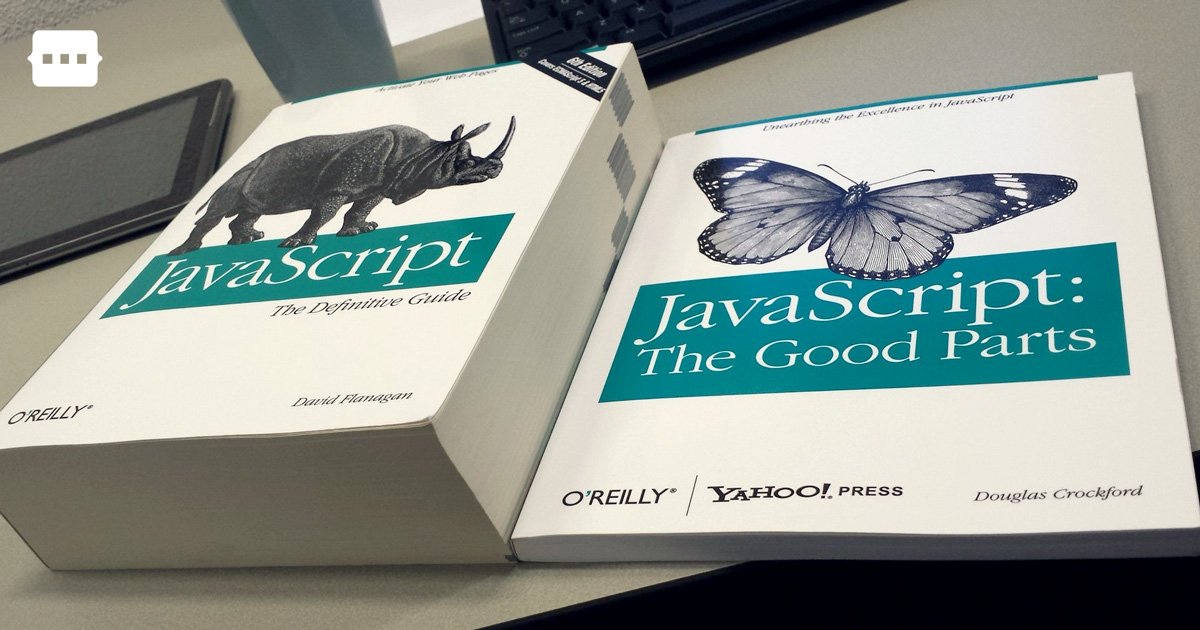 Activate Your Web Pages
6th Edition
Covers ECMAScript 5 & HTML5
JavaScript
The Definitive Guide
David Flanagan
O'REILLY®
Unearthing the Excellence in JavaScript
JavaScript:
The Good Parts
O'REILLY® | YAHOO! PRESS
Douglas Crockford